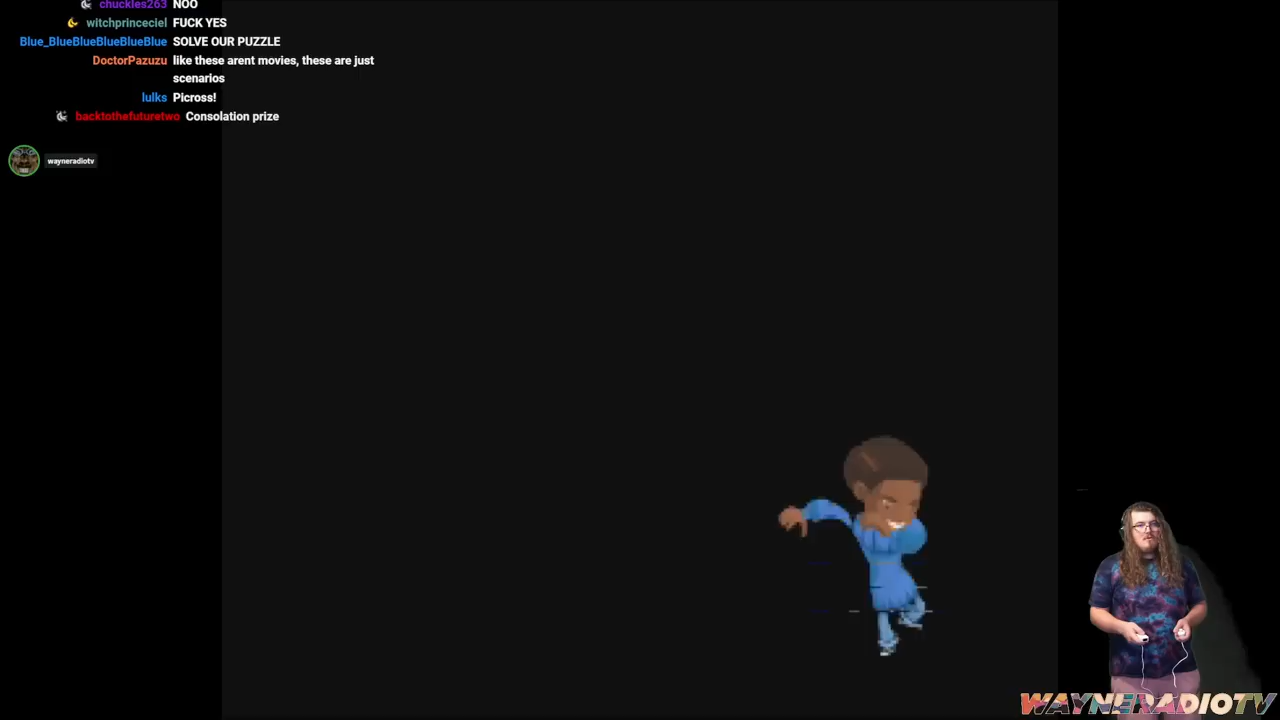 chuckles263 NOO
witchprinceciel FUCK YES
Blue_BlueBlueBlueBlueBlue SOLVE OUR PUZZLE
DoctorPazuzu like these arent movies, these are just
scenarios
lulks Picross!
backtothefuturetwo Consolation prize
wayneradiotv
WAYNERADIOTV